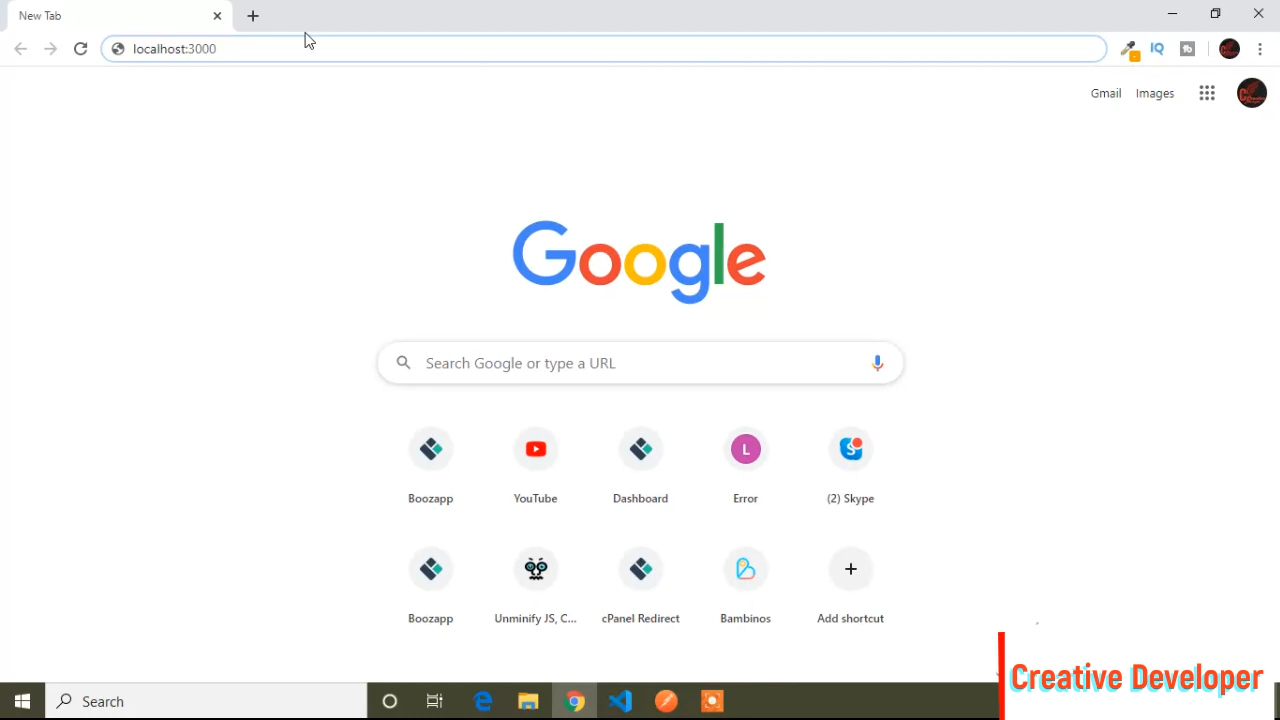 New Tab
localhost:3000
IQ
Gmail Images
Google
Search Google or type a URL
L
S
Boozapp YouTube Dashboard Error (2) Skype
Boozapp Unminify JS, C... cPanel Redirect Bambinos Add shortcut
Creative Developer
Search